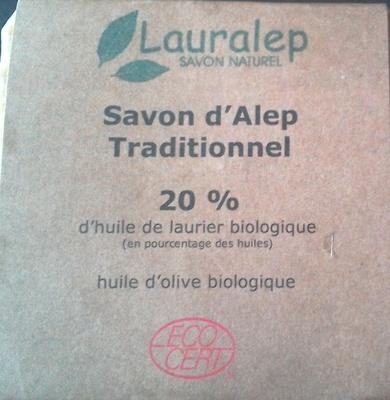 Lauralep
SAVON NATUREL
Savon d'Alep
Traditionnel
20 %
d'huile de laurier biologique
(en pourcentage des huiles)
huile d'olive biologique
ECO
CERT